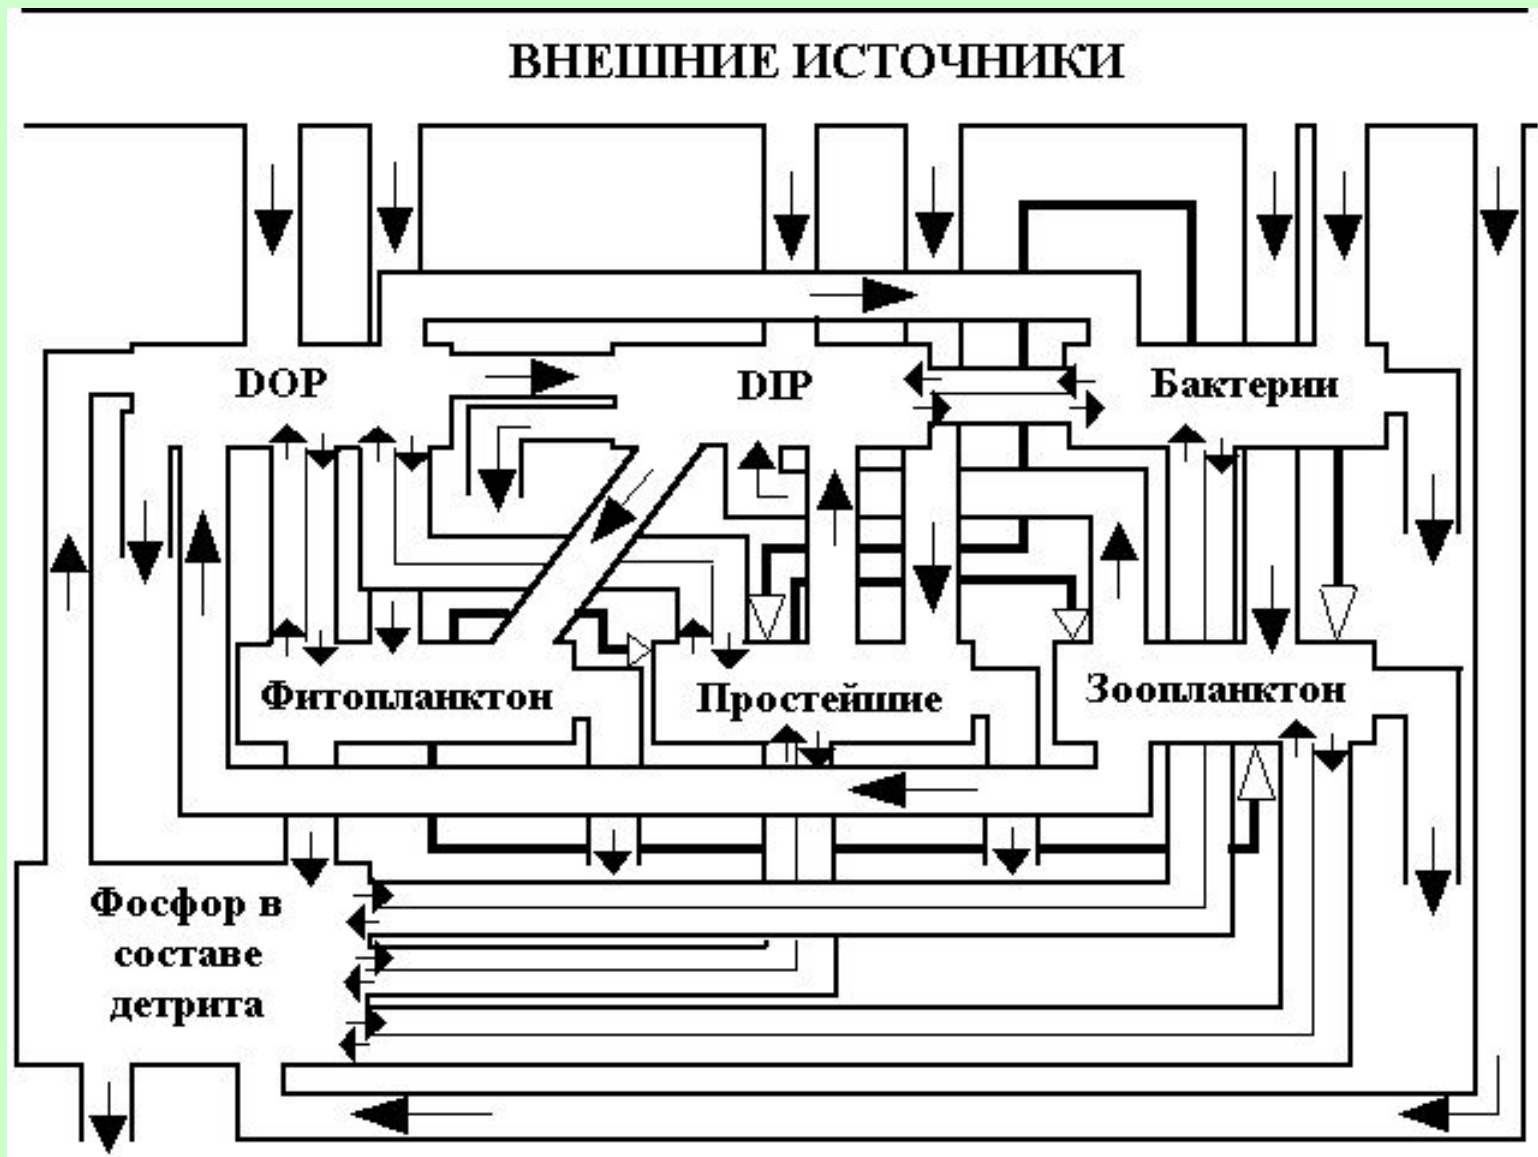 ВНЕШНИЕ ИСТОЧНИКИ
DOP
DIP
Бактерии
Фитопланктон
Простейшие
Зоопланктон
Фосфор в
составе
детрита